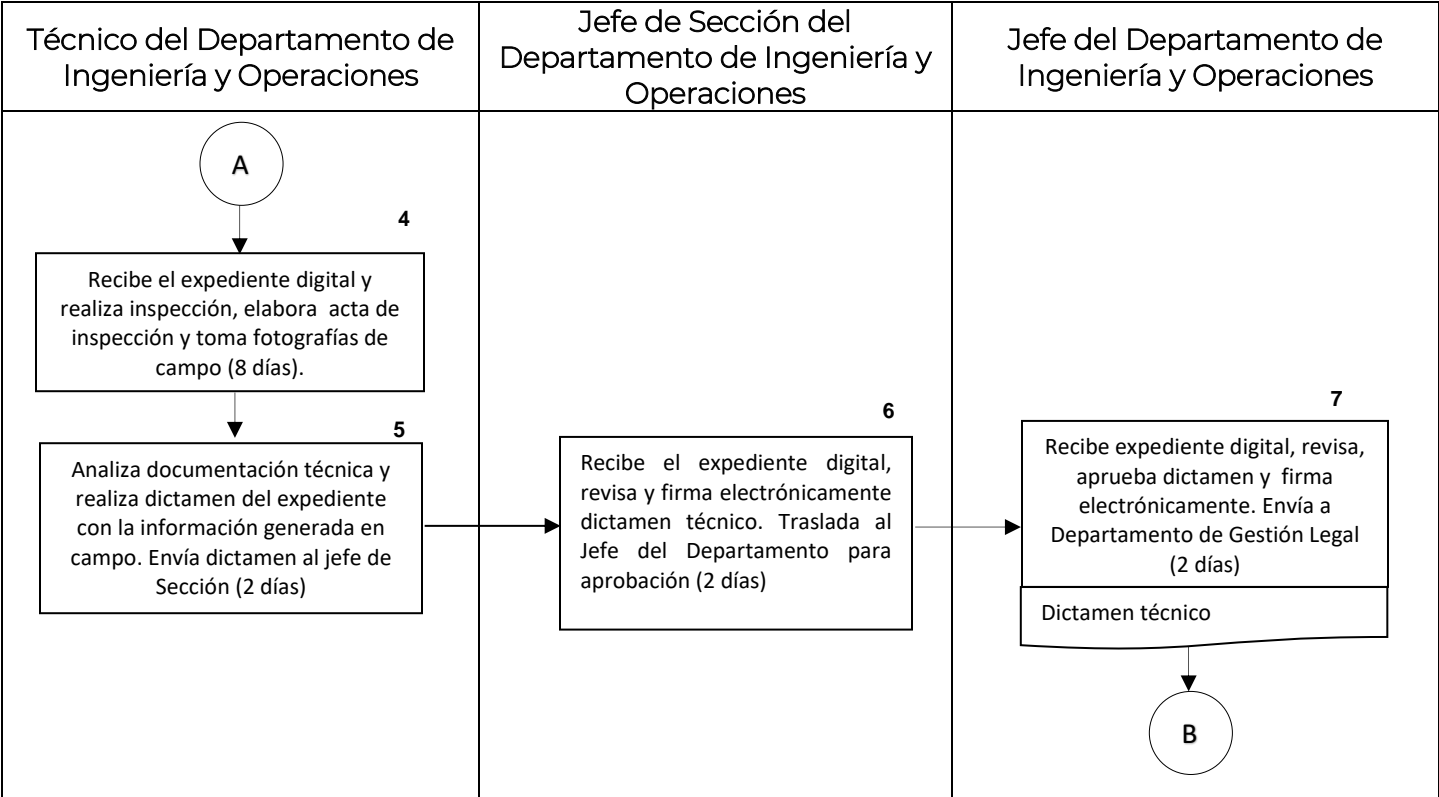 Técnico del Departamento de
Ingeniería y Operaciones
Jefe de Sección del
Departamento de Ingeniería y
Operaciones
Jefe del Departamento de
Ingeniería y Operaciones
A
4
Recibe el expediente digital y
realiza inspección, elabora acta de
inspección y toma fotografías de
campo (8 días).
5
Analiza documentación técnica y
realiza dictamen del expediente
con la información generada en
campo. Envía dictamen al jefe de
Sección (2 días)
6
Recibe el expediente digital,
revisa y firma electrónicamente
dictamen técnico. Traslada al
Jefe del Departamento para
aprobación (2 días)
7
Recibe expediente digital, revisa,
aprueba dictamen y firma
electrónicamente. Envía a
Departamento de Gestión Legal
(2 días)
Dictamen técnico
B